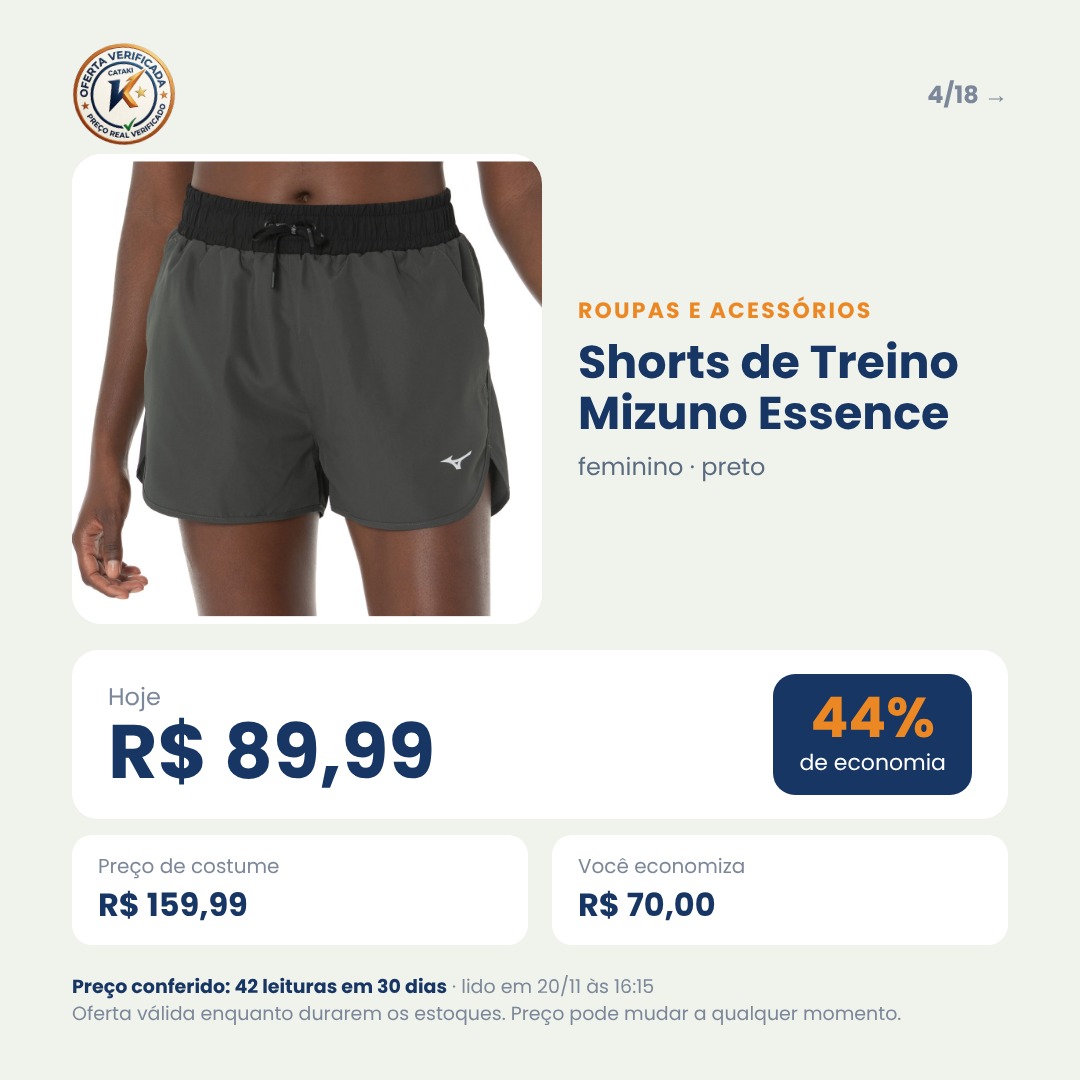 OFERTA VERIFICADA
CATAKI
K
PREÇO REAL VERIFICADO
4/18 →
ROUPAS E ACESSÓRIOS
Shorts de Treino
Mizuno Essence
feminino · preto
Hoje
R$ 89,99
44%
de economia
Preço de costume
R$ 159,99
Você economiza
R$ 70,00
Preço conferido: 42 leituras em 30 dias · lido em 20/11 às 16:15
Oferta válida enquanto durarem os estoques. Preço pode mudar a qualquer momento.